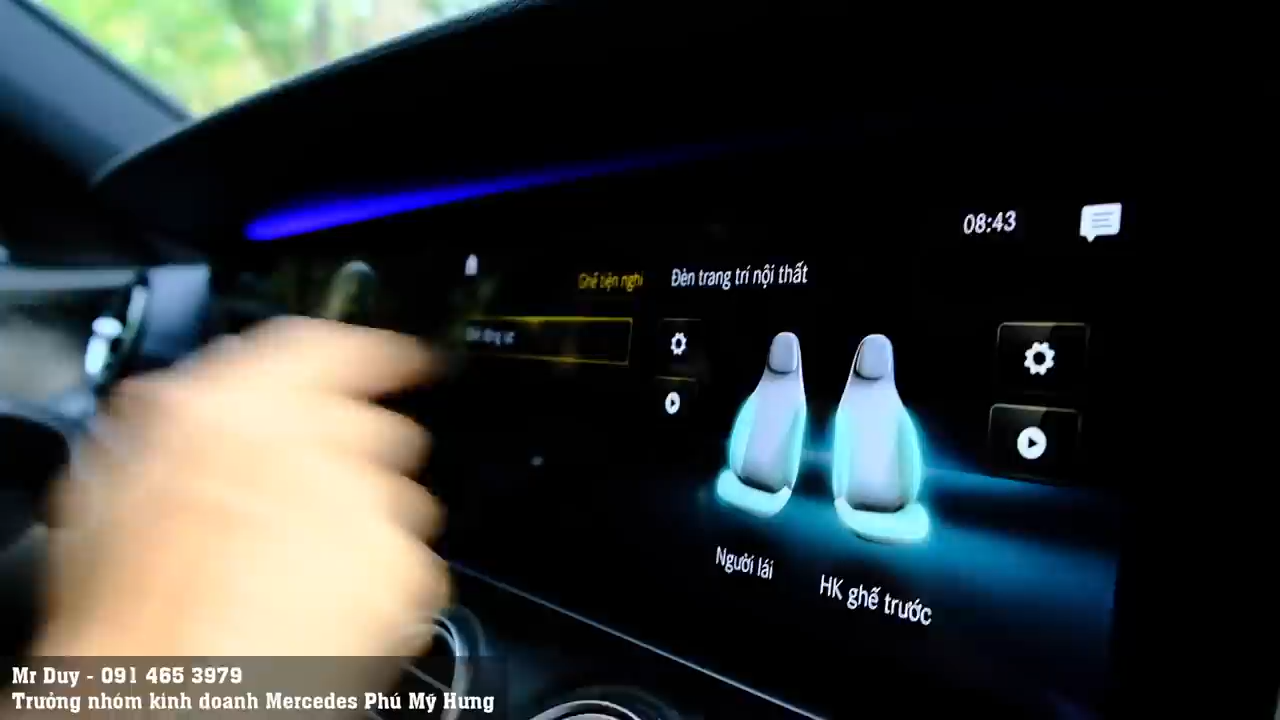 08:43
Ghế tiện nghi
Đèn trang trí nội thất
Người lái
HK ghế trước
Mr Duy - 091 465 3979
Trưởng nhóm kinh doanh Mercedes Phú Mỹ Hưng